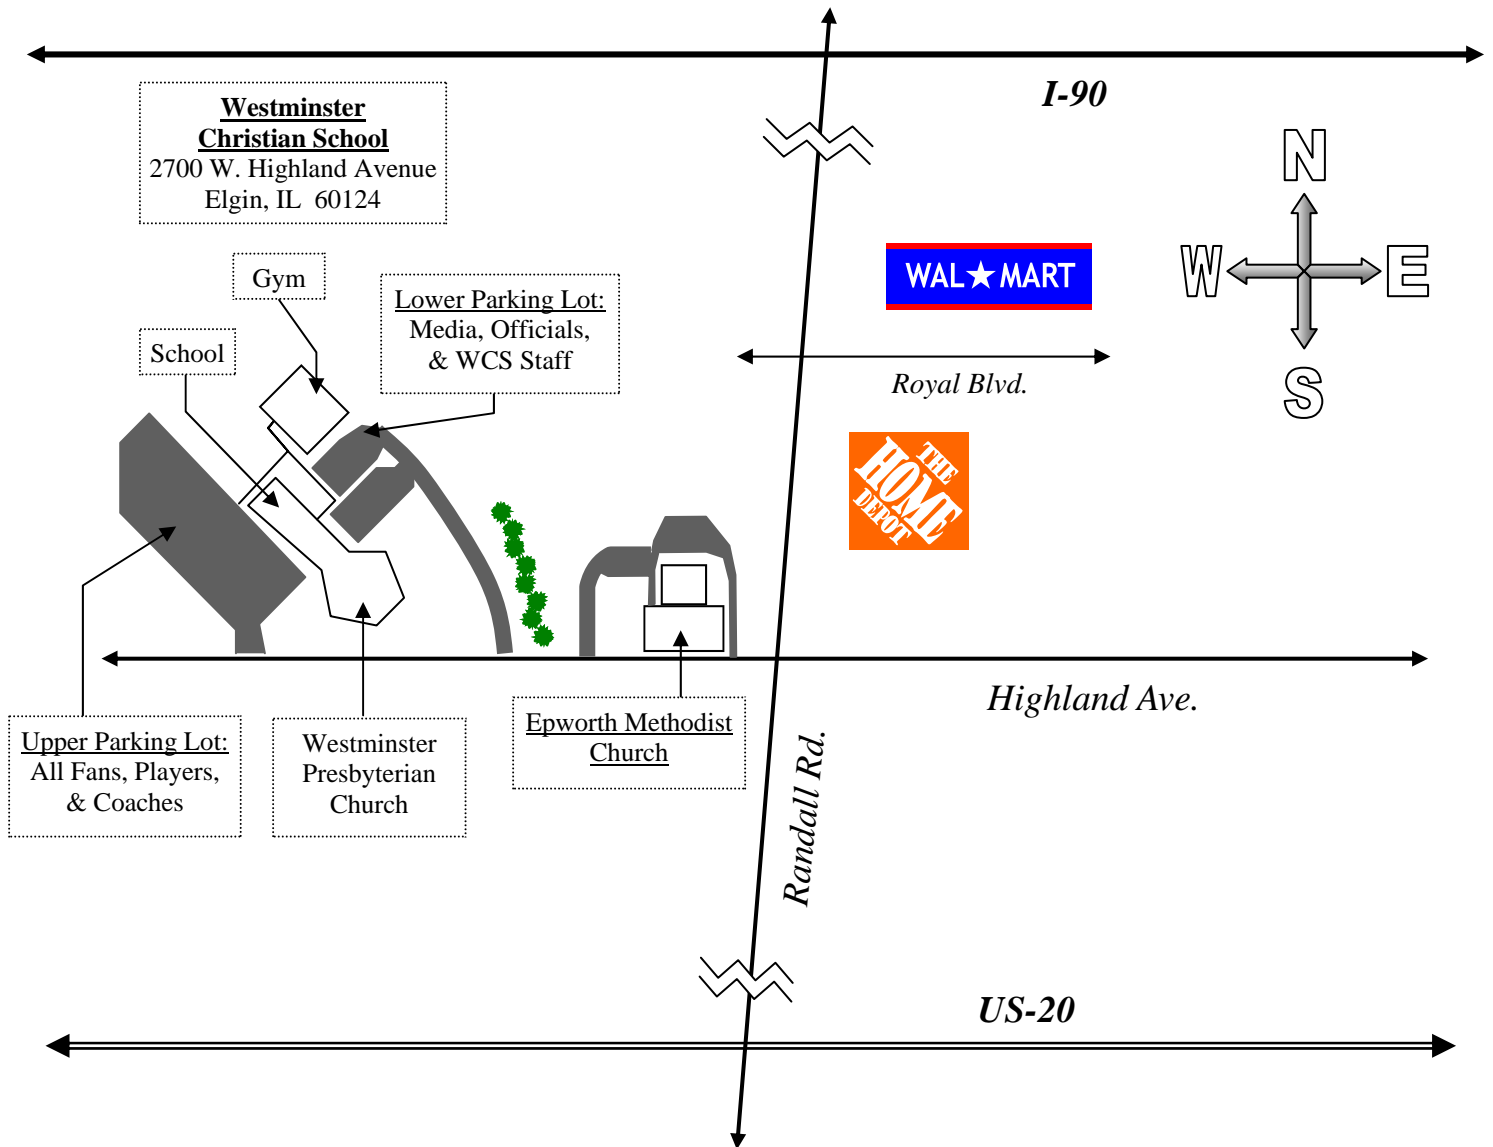 I-90
Westminster
Christian School
2700 W. Highland Avenue
Elgin, IL  60124
N
W
E
S
WAL★MART
Gym
Lower Parking Lot:
Media, Officials,
& WCS Staff
School
Royal Blvd.
THE
HOME
DEPOT
Highland Ave.
Upper Parking Lot:
All Fans, Players,
& Coaches
Westminster
Presbyterian
Church
Epworth Methodist
Church
Randall Rd.
US-20